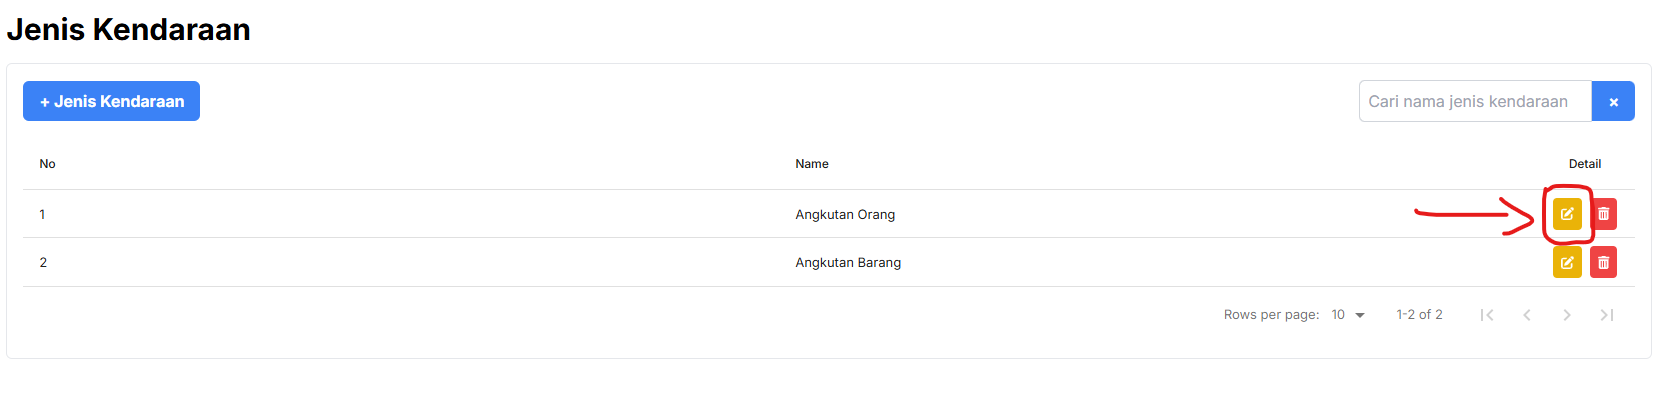 Jenis Kendaraan
+ Jenis Kendaraan
Cari nama jenis kendaraan ×
No Name Detail
1 Angkutan Orang
2 Angkutan Barang
Rows per page: 10 1-2 of 2